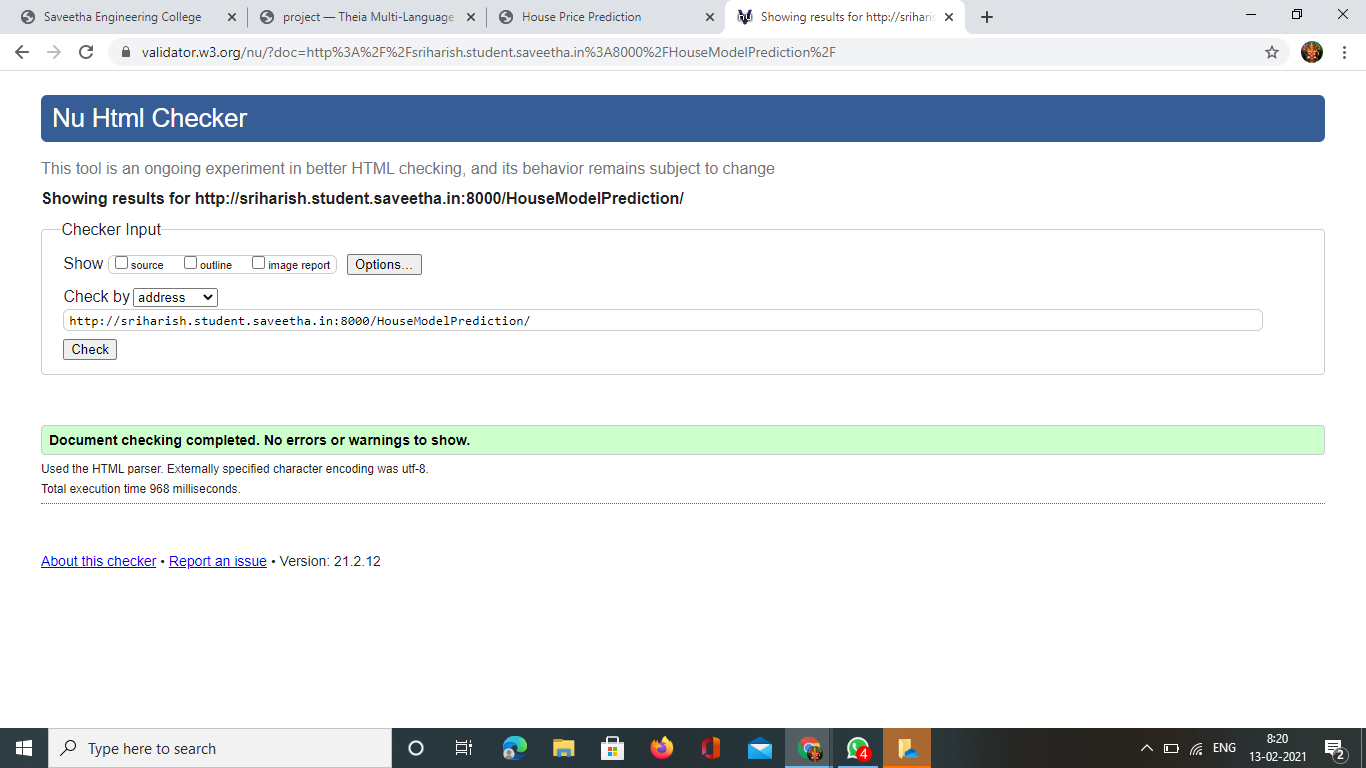 Saveetha Engineering College
project — Theia Multi-Language
House Price Prediction
Showing results for http://sriharis
validator.w3.org/nu/?doc=http%3A%2F%2Fsriharish.student.saveetha.in%3A8000%2FHouseModelPrediction%2F
Nu Html Checker
This tool is an ongoing experiment in better HTML checking, and its behavior remains subject to change
Showing results for http://sriharish.student.saveetha.in:8000/HouseModelPrediction/
Checker Input
Show source outline image report Options...
Check by address
http://sriharish.student.saveetha.in:8000/HouseModelPrediction/
Check
Document checking completed. No errors or warnings to show.
Used the HTML parser. Externally specified character encoding was utf-8.
Total execution time 968 milliseconds.
About this checker • Report an issue • Version: 21.2.12
Type here to search
4
ENG
8:20
13-02-2021
2